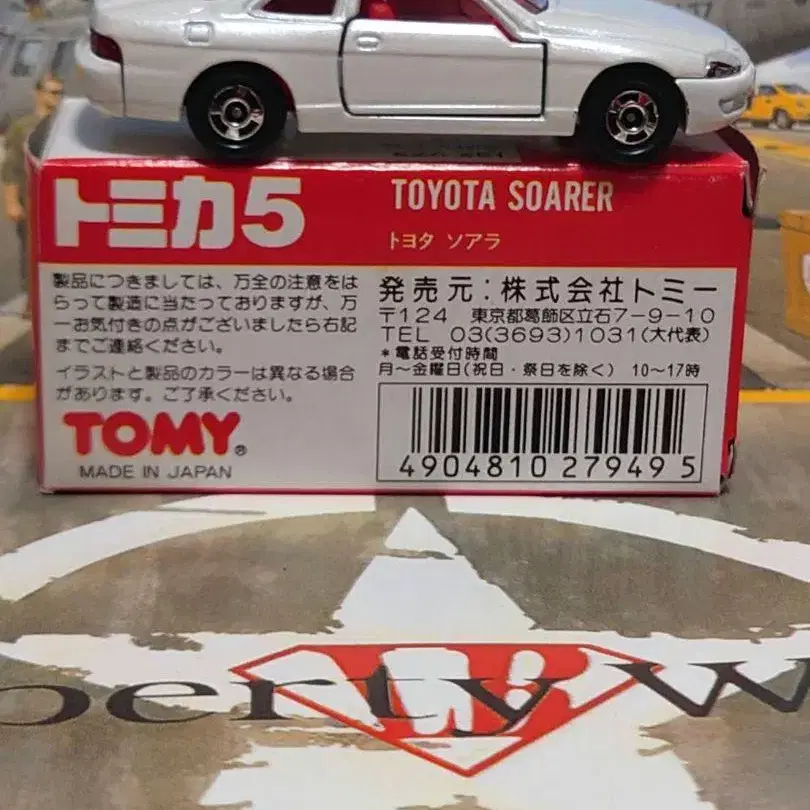 トミカ5
TOYOTA SOARER
トヨタ ソアラ
製品につきましては、万全の注意をは
らって製造に当たっておりますが、万
一お気付きの点がございましたら右記
までご連絡ください。
イラストと製品のカラーは異なる場合
があります。ご了承ください。
TOMY®
MADE IN JAPAN
発売元:株式会社トミー
〒124 東京都葛飾区立石7-9-10
TEL 03(3693)1031(大代表)
*電話受付時間
月〜金曜日(祝日・祭日を除く) 10〜17時
4904810 279495
berty W